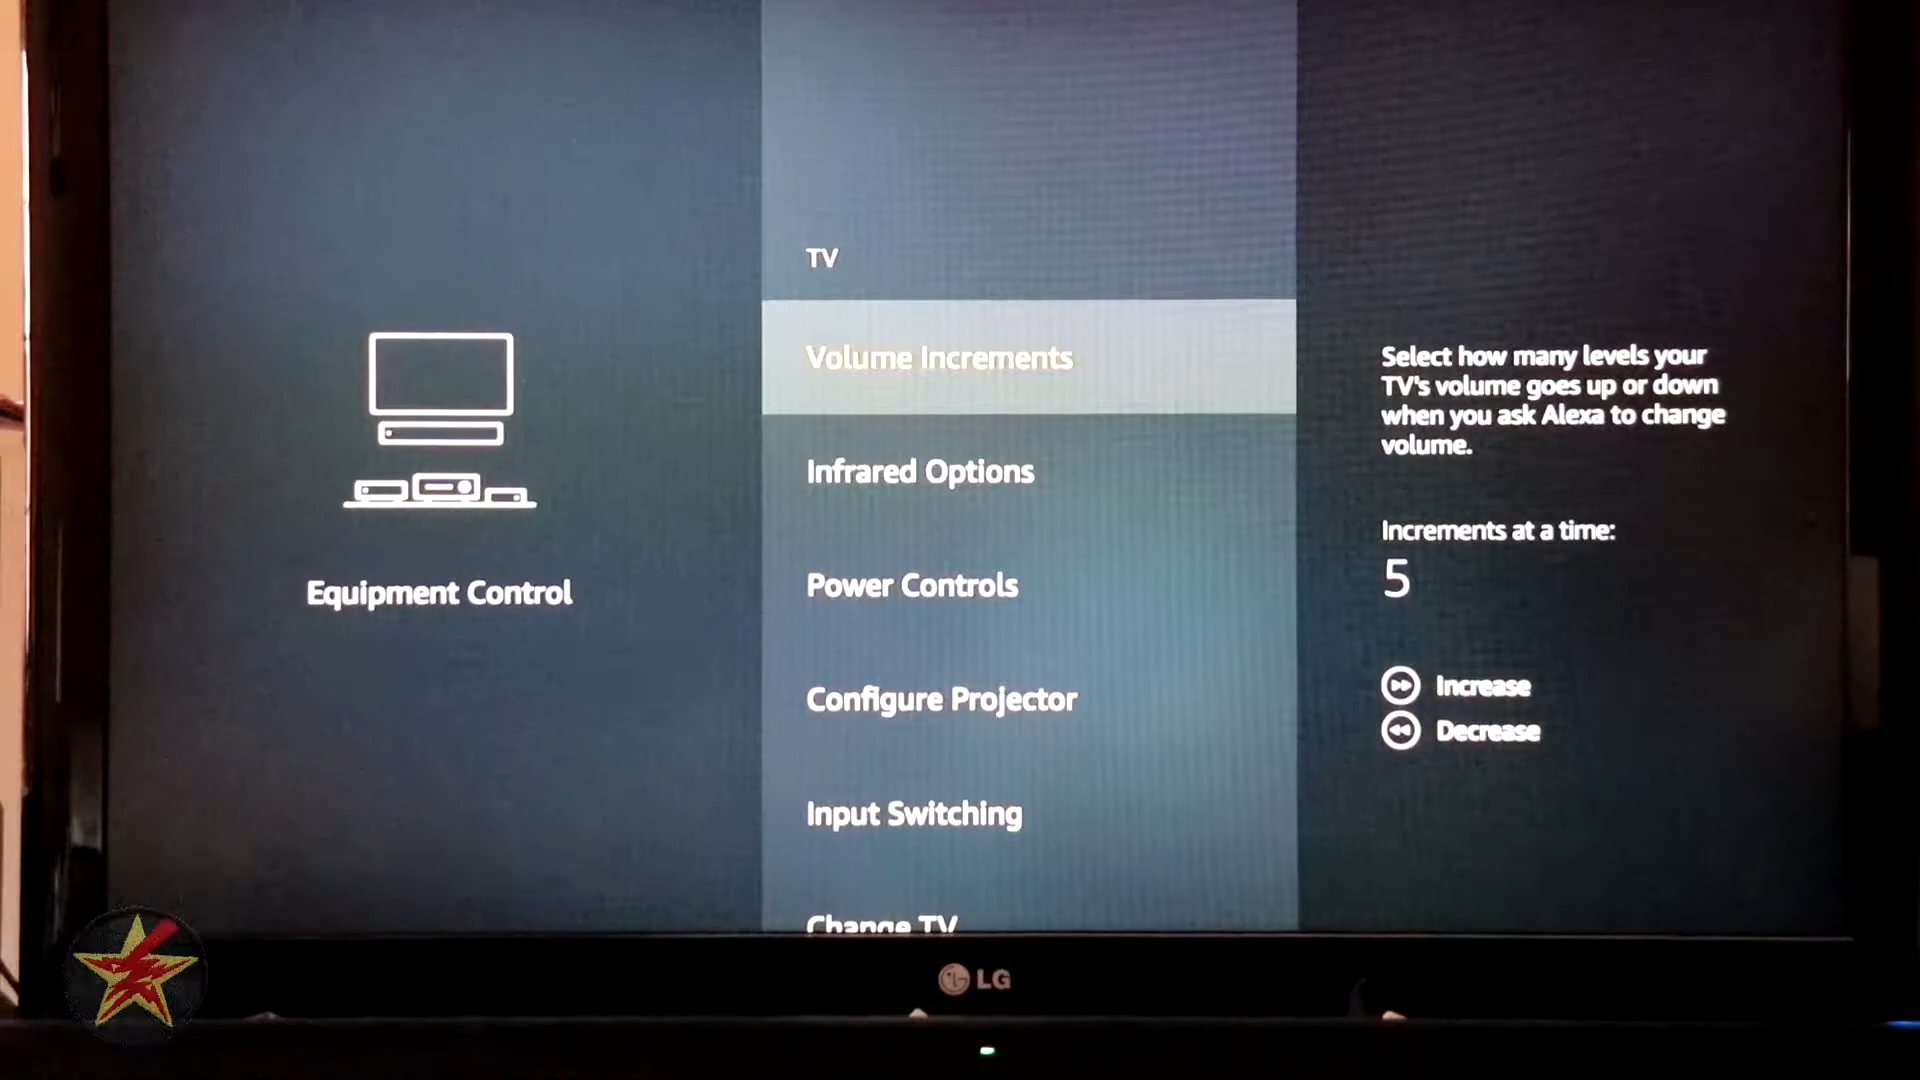 TV
Volume Increments
Infrared Options
Power Controls
Configure Projector
Input Switching
Change TV
Equipment Control
Select how many levels your
TV's volume goes up or down
when you ask Alexa to change
volume.
Increments at a time:
5
Increase
Decrease
LG